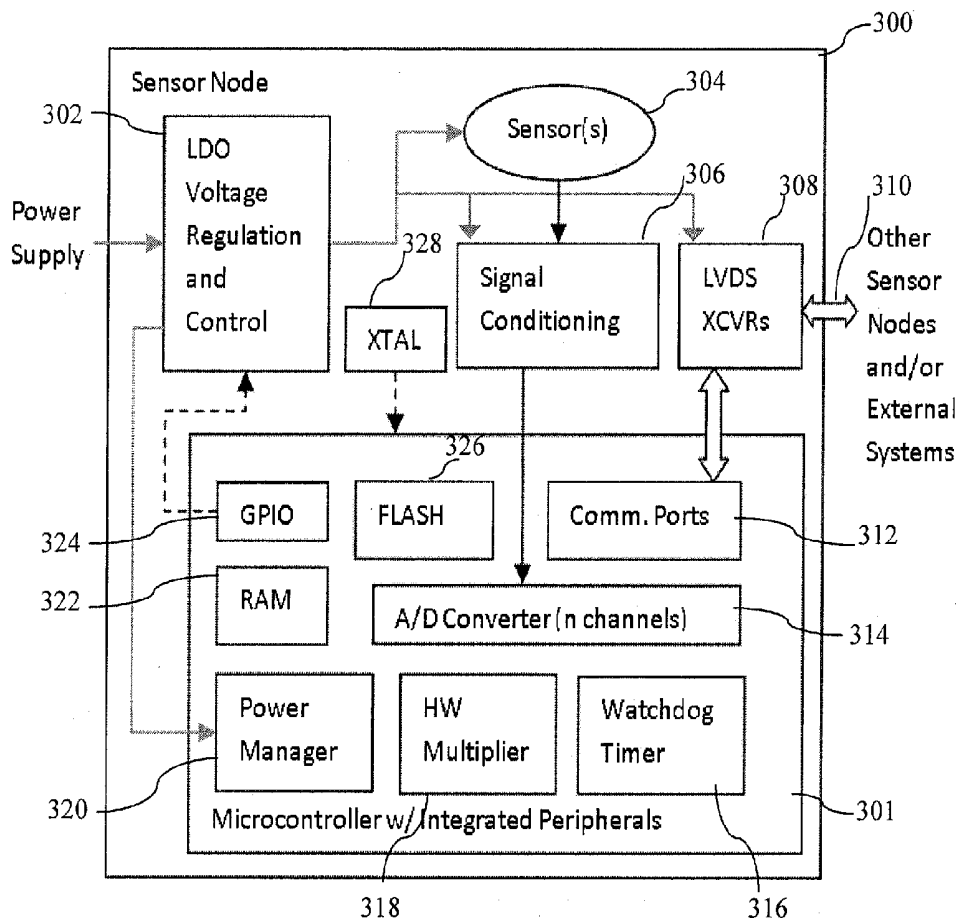 300
Sensor Node
302
304
Sensor(s)
LDO
Voltage
Regulation
and
Control
Power
Supply
306
308
310
328
XTAL
Signal
Conditioning
LVDS
XCVRs
Other
Sensor
Nodes
and/or
External
Systems
326
GPIO
FLASH
Comm. Ports
324
312
322
RAM
A/D Converter (n channels)
314
Power
Manager
HW
Multiplier
Watchdog
Timer
320
301
Microcontroller w/ Integrated Peripherals
318
316